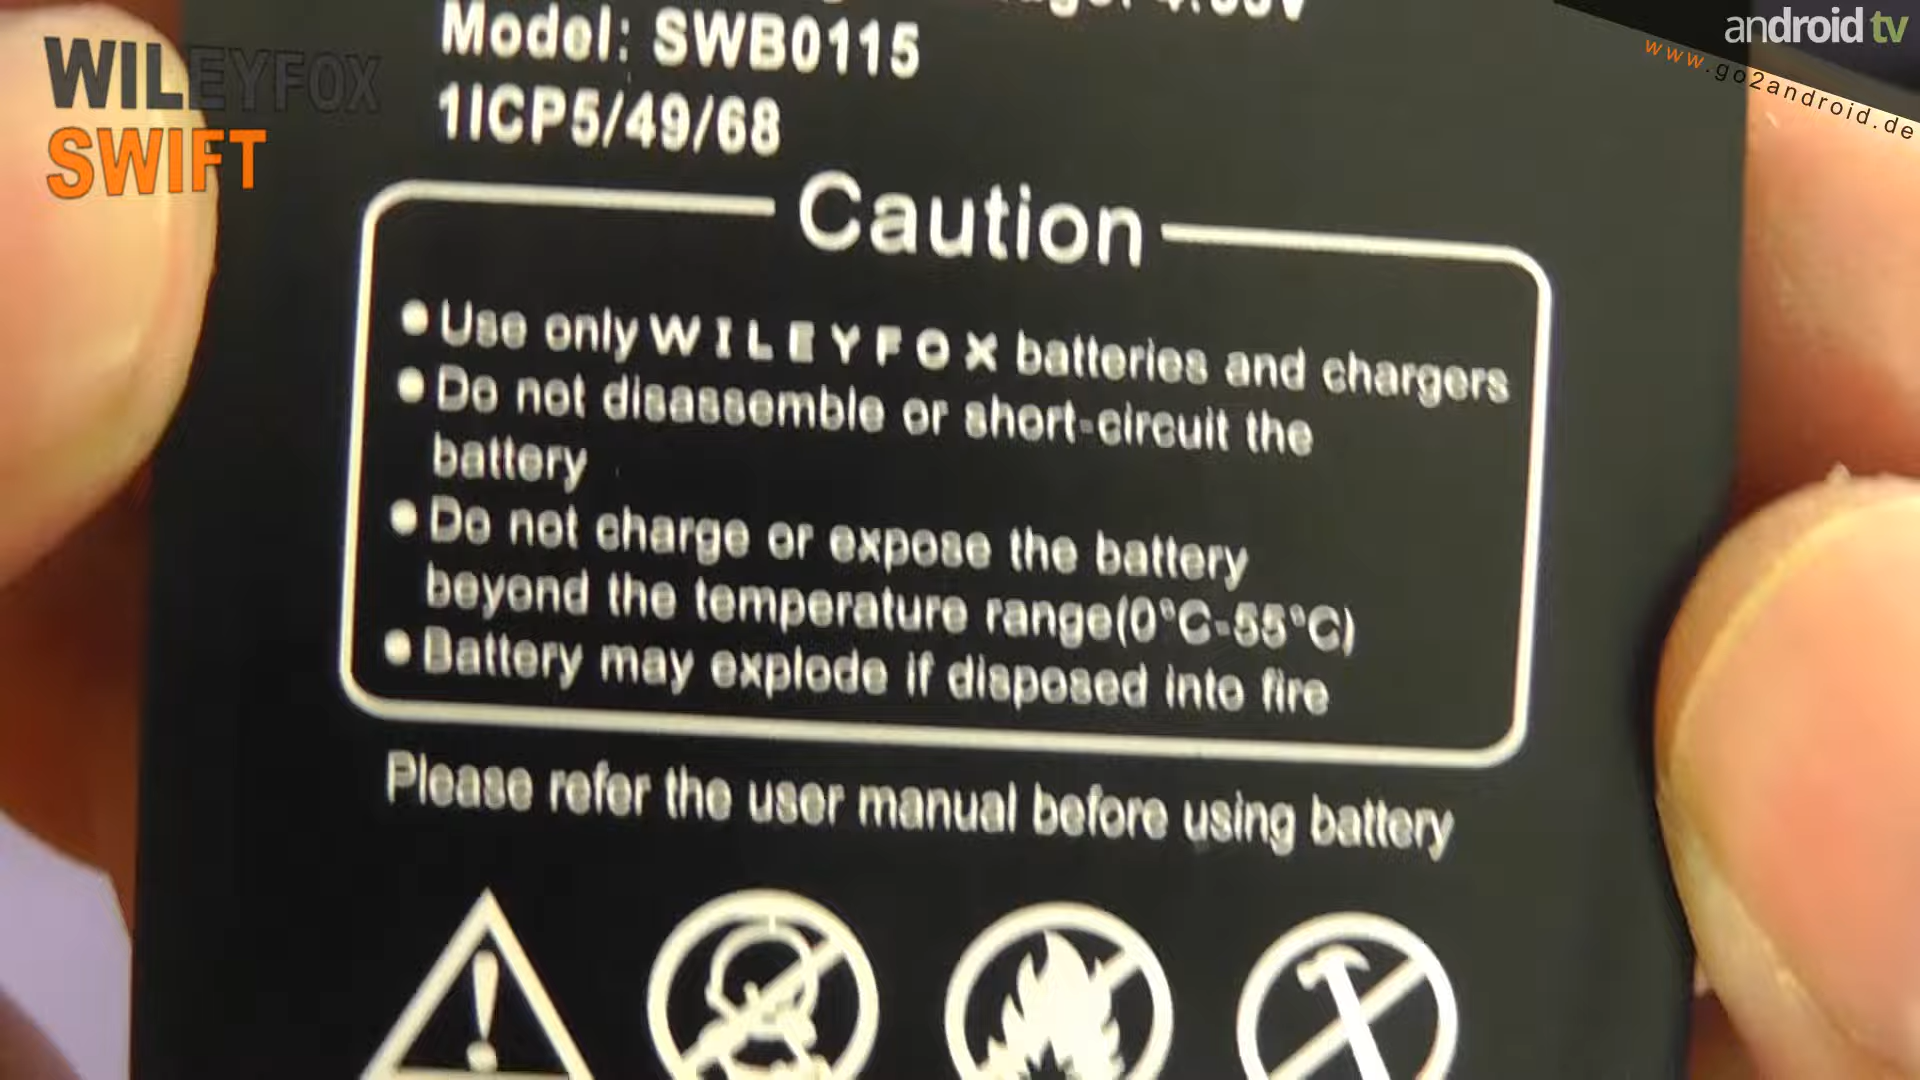 android tv
www.go2android.de
WILEYFOX
SWIFT
Model: SWB0115
1ICP5/49/68
Caution
● Use only WILEYFOX batteries and chargers
● Do not disassemble or short-circuit the
battery
● Do not charge or expose the battery
beyond the temperature range(0°C-55°C)
● Battery may explode if disposed into fire
Please refer the user manual before using battery